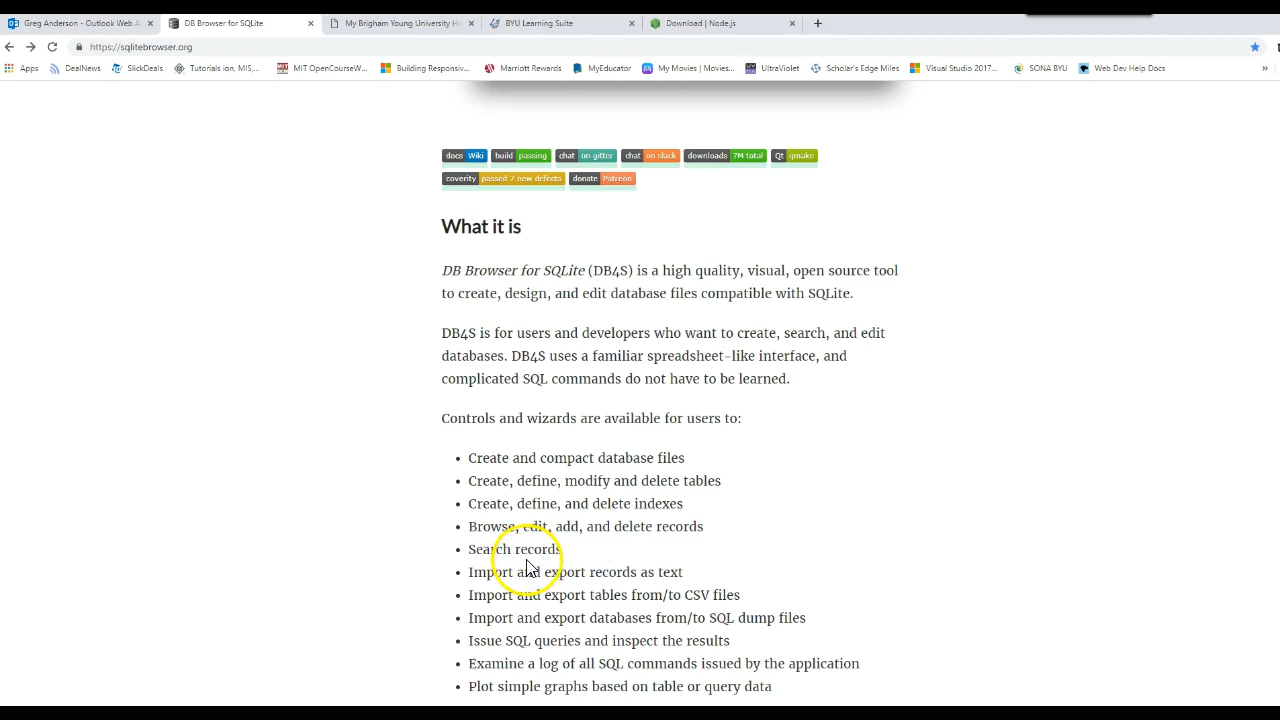 Greg Anderson - Outlook Web A
DB Browser for SQLite
My Brigham Young University He
BYU Learning Suite
Download | Node.js
https://sqlitebrowser.org
Apps
DealNews
SlickDeals
Tutorials ion, MIS,...
MIT OpenCourseW...
Building Responsiv...
Marriott Rewards
MyEducator
My Movies | Movies...
UltraViolet
Scholar's Edge Miles
Visual Studio 2017...
SONA BYU
Web Dev Help Docs
»
docs Wiki build passing chat on gitter chat on slack downloads 7M total Qt qmake
coverity passed 7 new defects donate Patreon
What it is
DB Browser for SQLite (DB4S) is a high quality, visual, open source tool
to create, design, and edit database files compatible with SQLite.
DB4S is for users and developers who want to create, search, and edit
databases. DB4S uses a familiar spreadsheet-like interface, and
complicated SQL commands do not have to be learned.
Controls and wizards are available for users to:
• Create and compact database files
• Create, define, modify and delete tables
• Create, define, and delete indexes
• Browse, edit, add, and delete records
• Search records
• Import and export records as text
• Import and export tables from/to CSV files
• Import and export databases from/to SQL dump files
• Issue SQL queries and inspect the results
• Examine a log of all SQL commands issued by the application
• Plot simple graphs based on table or query data